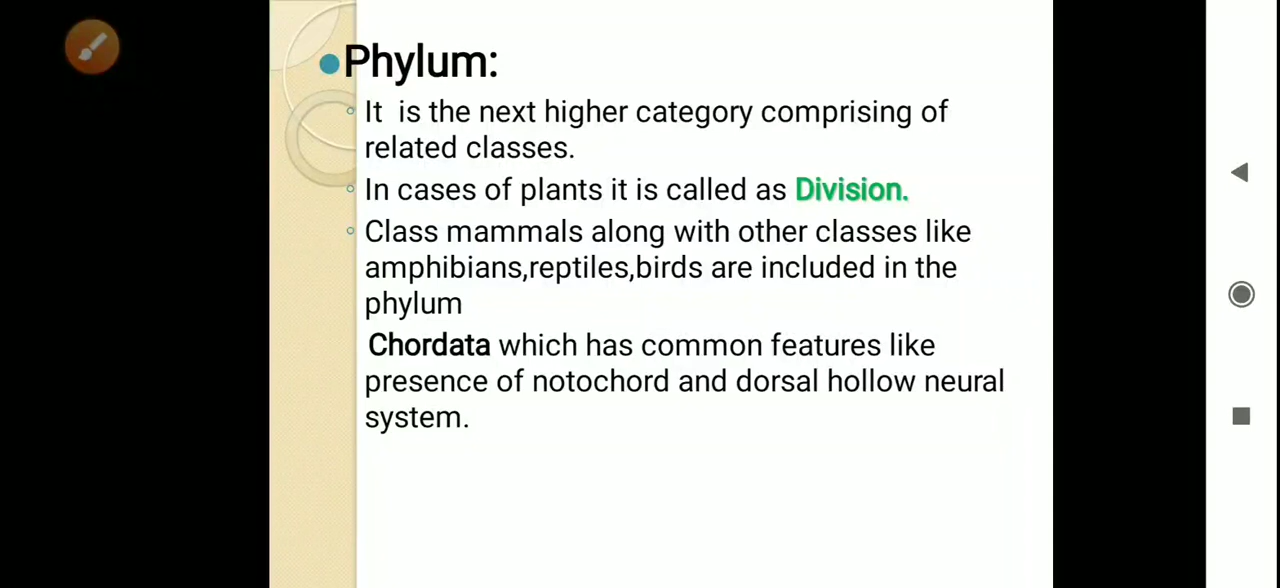 Phylum:
It is the next higher category comprising of
related classes.
In cases of plants it is called as Division.
Class mammals along with other classes like
amphibians,reptiles,birds are included in the
phylum
Chordata which has common features like
presence of notochord and dorsal hollow neural
system.